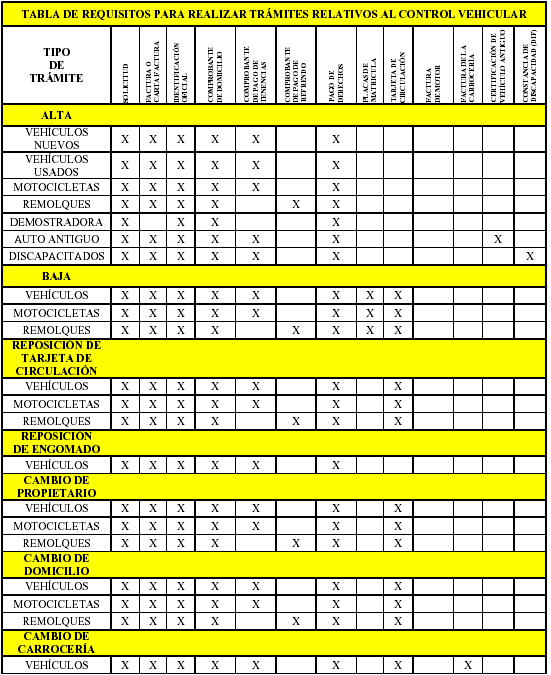 TABLA DE REQUISITOS PARA REALIZAR TRÁMITES RELATIVOS AL CONTROL VEHICULAR
TIPO
DE
TRÁMITE
SOLICITUD
FACTURA O
CARTA FACTURA
IDENTIFICACIÓN
OFICIAL
COMPROBANTE
DE DOMICILIO
COMPROBANTE
DE PAGO DE
TENENCIAS
COMPROBANTE
DE PAGO DE
REFRENDO
PAGO DE
DERECHOS
PLACAS DE
MATRICULA
TARJETA DE
CIRCULACIÓN
FACTURA
DE MOTOR
FACTURA DE LA
CARROCERÍA
CERTIFICACIÓN DE
VEHÍCULO ANTIGUO
CONSTANCIA DE
DISCAPACIDAD (DIF)
ALTA
VEHÍCULOS
NUEVOS X X X X X X
VEHÍCULOS
USADOS X X X X X X
MOTOCICLETAS X X X X X X
REMOLQUES X X X X X X
DEMOSTRADORA X X X X
AUTO ANTIGUO X X X X X X X
DISCAPACITADOS X X X X X X X
BAJA
VEHÍCULOS X X X X X X X X
MOTOCICLETAS X X X X X X X X
REMOLQUES X X X X X X X X
REPOSICIÓN DE
TARJETA DE
CIRCULACIÓN
VEHÍCULOS X X X X X X X
MOTOCICLETAS X X X X X X X
REMOLQUES X X X X X X X
REPOSICIÓN
DE ENGOMADO
VEHÍCULOS X X X X X X
CAMBIO DE
PROPIETARIO
VEHÍCULOS X X X X X X X
MOTOCICLETAS X X X X X X X
REMOLQUES X X X X X X X
CAMBIO DE
DOMICILIO
VEHÍCULOS X X X X X X X
MOTOCICLETAS X X X X X X X
REMOLQUES X X X X X X X
CAMBIO DE
CARROCERÍA
VEHÍCULOS X X X X X X X X